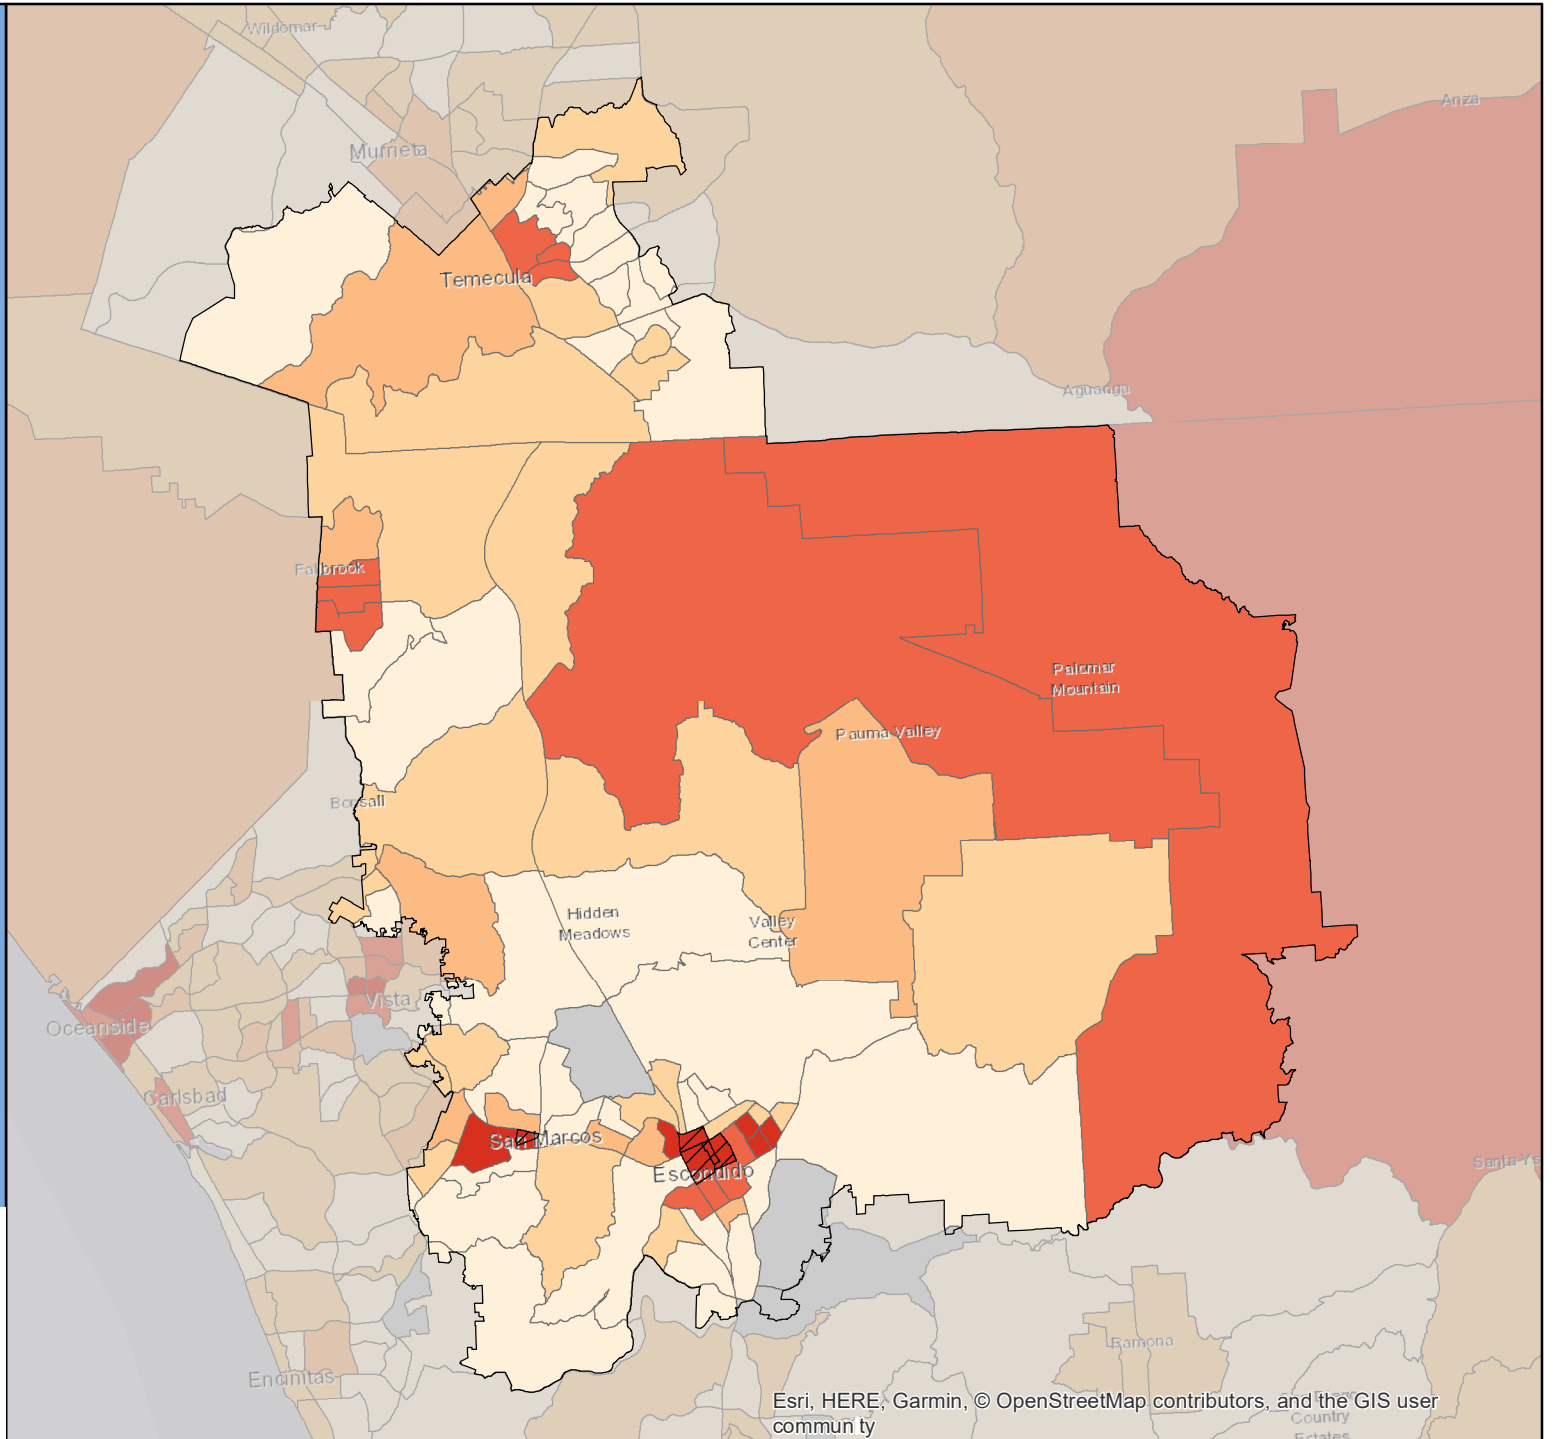 Wildomar
Anza
Murrieta
Temecula
Aguanga
Fallbrook
Palomar
Mountain
Pauma Valley
Bonsall
Hidden
Meadows
Valley
Center
Vista
Oceanside
Carlsbad
San Marcos
Escondido
Santa Ys
Ramona
Encinitas
Esri, HERE, Garmin, © OpenStreetMap contributors, and the GIS user
community
Country
Estates